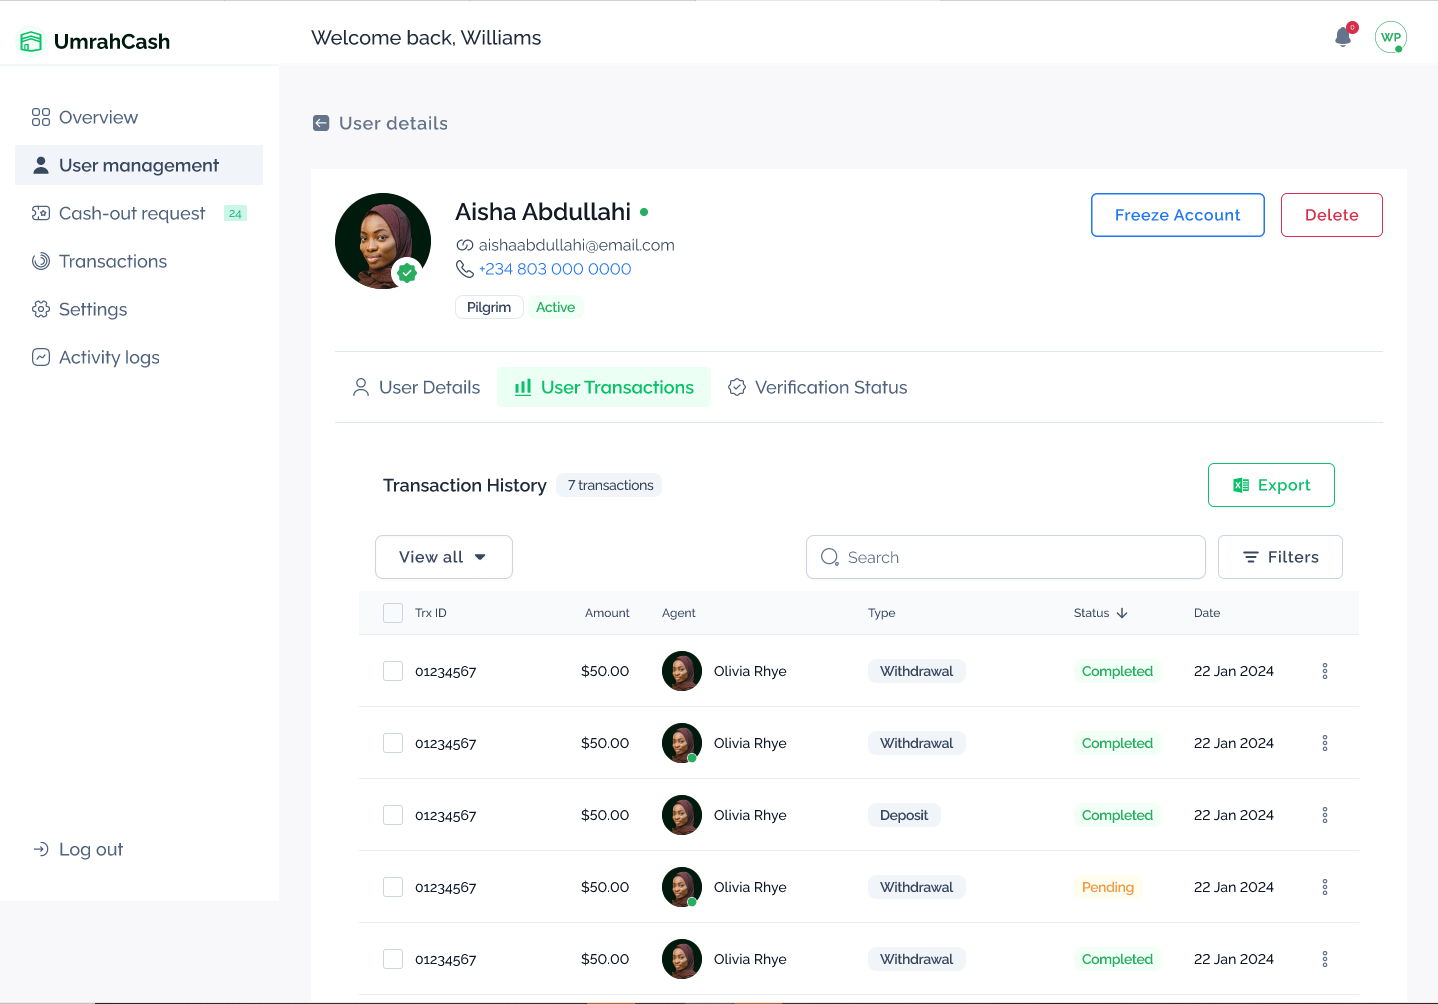 UmrahCash
Welcome back, Williams
0
WP
Overview
User management
Cash-out request 24
Transactions
Settings
Activity logs
Log out
User details
Aisha Abdullahi
aishaabdullahi@email.com
+234 803 000 0000
Pilgrim Active
Freeze Account Delete
User Details User Transactions Verification Status
Transaction History 7 transactions Export
View all Search Filters
Trx ID Amount Agent Type Status Date
01234567 $50.00 Olivia Rhye Withdrawal Completed 22 Jan 2024
01234567 $50.00 Olivia Rhye Withdrawal Completed 22 Jan 2024
01234567 $50.00 Olivia Rhye Deposit Completed 22 Jan 2024
01234567 $50.00 Olivia Rhye Withdrawal Pending 22 Jan 2024
01234567 $50.00 Olivia Rhye Withdrawal Completed 22 Jan 2024